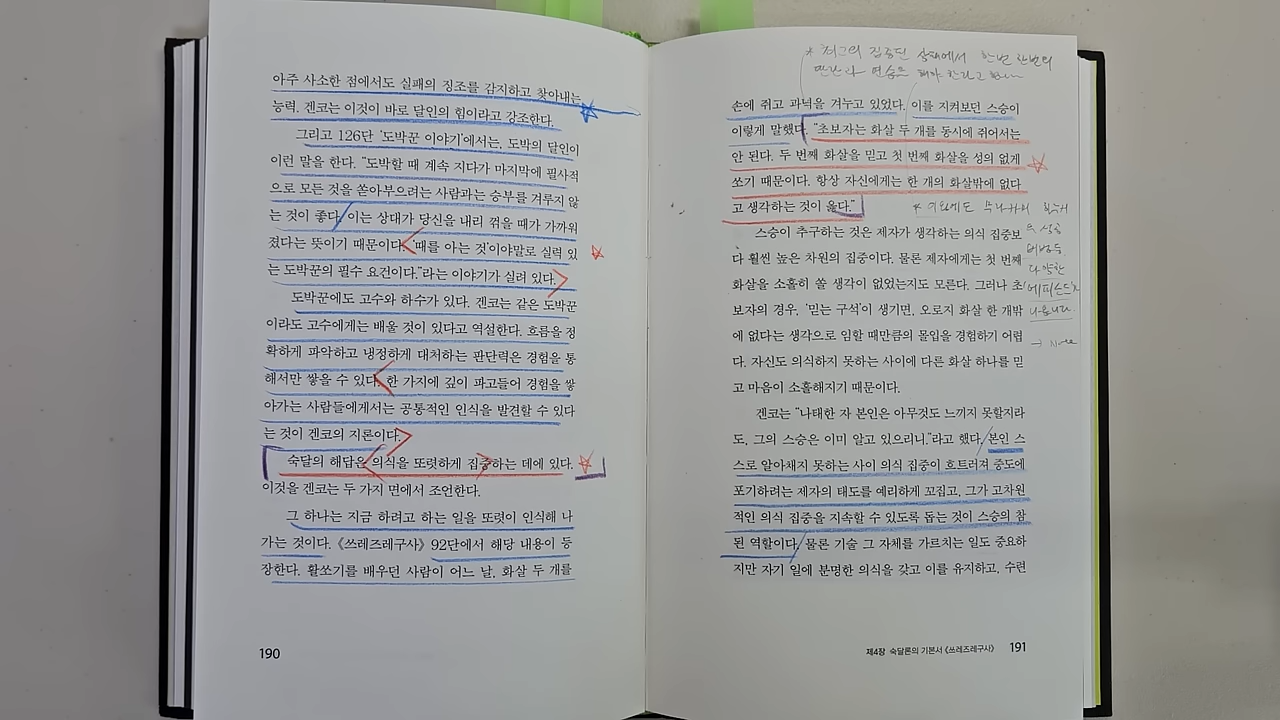 아주 사소한 점에서도 실패의 징조를 감지하고 찾아내는
능력. 겐코는 이것이 바로 달인의 힘이라고 강조한다.
그리고 126단 '도박꾼 이야기'에서는, 도박의 달인이
이런 말을 한다. "도박할 때 계속 지다가 마지막에 필사적
으로 모든 것을 쏟아부으려는 사람과는 승부를 겨루지 않
는 것이 좋다. 이는 상대가 당신을 내리 꺾을 때가 가까워
졌다는 뜻이기 때문이다. '때를 아는 것'이야말로 실력 있
는 도박꾼의 필수 요건이다."라는 이야기가 실려 있다.
도박꾼에도 고수와 하수가 있다. 겐코는 같은 도박꾼
이라도 고수에게는 배울 것이 있다고 역설한다. 흐름을 정
확하게 파악하고 냉정하게 대처하는 판단력은 경험을 통
해서만 쌓을 수 있다. 한 가지에 깊이 파고들어 경험을 쌓
아가는 사람들에게서는 공통적인 인식을 발견할 수 있다
는 것이 겐코의 지론이다.
숙달의 해답은 의식을 또렷하게 집중하는 데에 있다.
이것을 겐코는 두 가지 면에서 조언한다.
그 하나는 지금 하려고 하는 일을 또렷이 인식해 나
가는 것이다. 《쓰레즈레구사》 92단에서 해당 내용이 등
장한다. 활쏘기를 배우던 사람이 어느 날, 화살 두 개를
190
* 최고의 집중된 상태에서 한번 한번의
손에 쥐고 과녁을 겨누고 있었다. 이를 지켜보던 스승이
이렇게 말했다. "초보자는 화살 두 개를 동시에 쥐어서는
안 된다. 두 번째 화살을 믿고 첫 번째 화살을 성의 없게
쏘기 때문이다. 항상 자신에게는 한 개의 화살밖에 없다
고 생각하는 것이 옳다."
스승이 추구하는 것은 제자가 생각하는 의식 집중보
다 훨씬 높은 차원의 집중이다. 물론 제자에게는 첫 번째
화살을 소홀히 쏠 생각이 없었는지도 모른다. 그러나 초
보자의 경우, '믿는 구석'이 생기면, 오로지 화살 한 개밖
에 없다는 생각으로 임할 때만큼의 몰입을 경험하기 어렵
다. 자신도 의식하지 못하는 사이에 다른 화살 하나를 믿
고 마음이 소홀해지기 때문이다.
겐코는 "나태한 자 본인은 아무것도 느끼지 못할지라
도, 그의 스승은 이미 알고 있으리니."라고 했다. 본인 스
스로 알아채지 못하는 사이 의식 집중이 흐트러져 중도에
포기하려는 제자의 태도를 예리하게 꼬집고, 그가 고차원
적인 의식 집중을 지속할 수 있도록 돕는 것이 스승의 참
된 역할이다. 물론 기술 그 자체를 가르치는 일도 중요하
지만 자기 일에 분명한 의식을 갖고 이를 유지하고, 수련
다양한
에피소드가
나옵니다.
→ Note
제4장 숙달론의 기본서 《쓰레즈레구사》 191